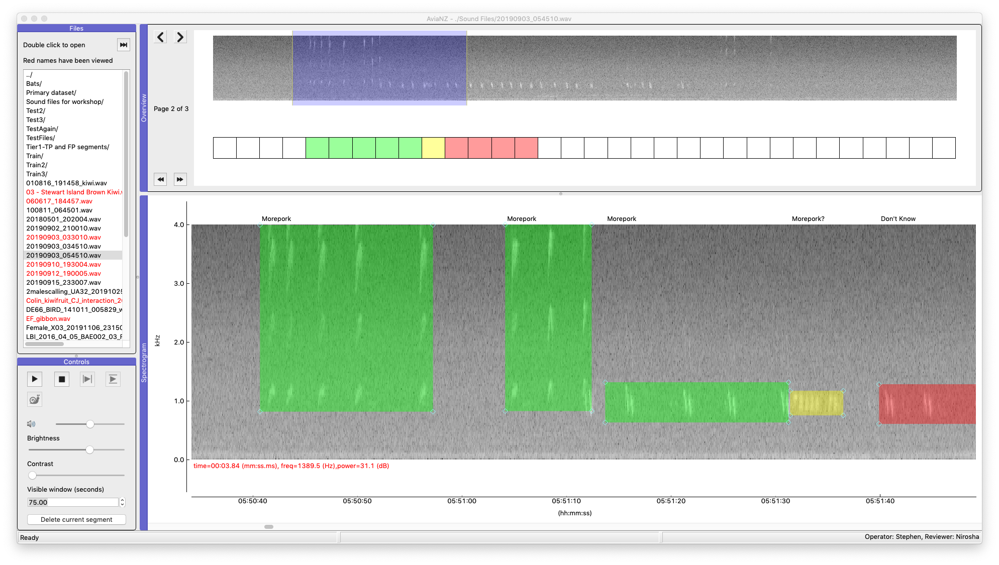 AviaNZ - ./Sound Files/20190903_054510.wav
Files
Double click to open
Red names have been viewed
../
Bats/
Primary dataset/
Sound files for workshop/
Test2/
Test3/
TestAgain/
TestFiles/
Tier1-TP and FP segments/
Train/
Train2/
Train3/
010816_191458_kiwi.wav
03 - Stewart Island Brown Kiwi.
060617_184457.wav
100811_064501.wav
20180501_202004.wav
20190902_210010.wav
20190903_033010.wav
20190903_034510.wav
20190903_054510.wav
20190910_193004.wav
20190912_190005.wav
20190915_233007.wav
2malescalling_UA32_20191025
Colin_kiwifruit_CJ_interaction_2
DE66_BIRD_141011_005829_w
EF_gibbon.wav
Female_X03_20191106_2315
LBI_2016_04_05_BAE002_03_F
Controls
Brightness
Contrast
Visible window (seconds)
75.00
Delete current segment
Overview
Page 2 of 3
Spectrogram
Morepork
Morepork
Morepork
Morepork?
Don't Know
4.0
3.0
2.0
1.0
0.0
kHz
time=00:03.84 (mm:ss.ms), freq=1389.5 (Hz),power=31.1 (dB)
05:50:40
05:50:50
05:51:00
05:51:10
05:51:20
05:51:30
05:51:40
(hh:mm:ss)
Ready
Operator: Stephen, Reviewer: Nirosha